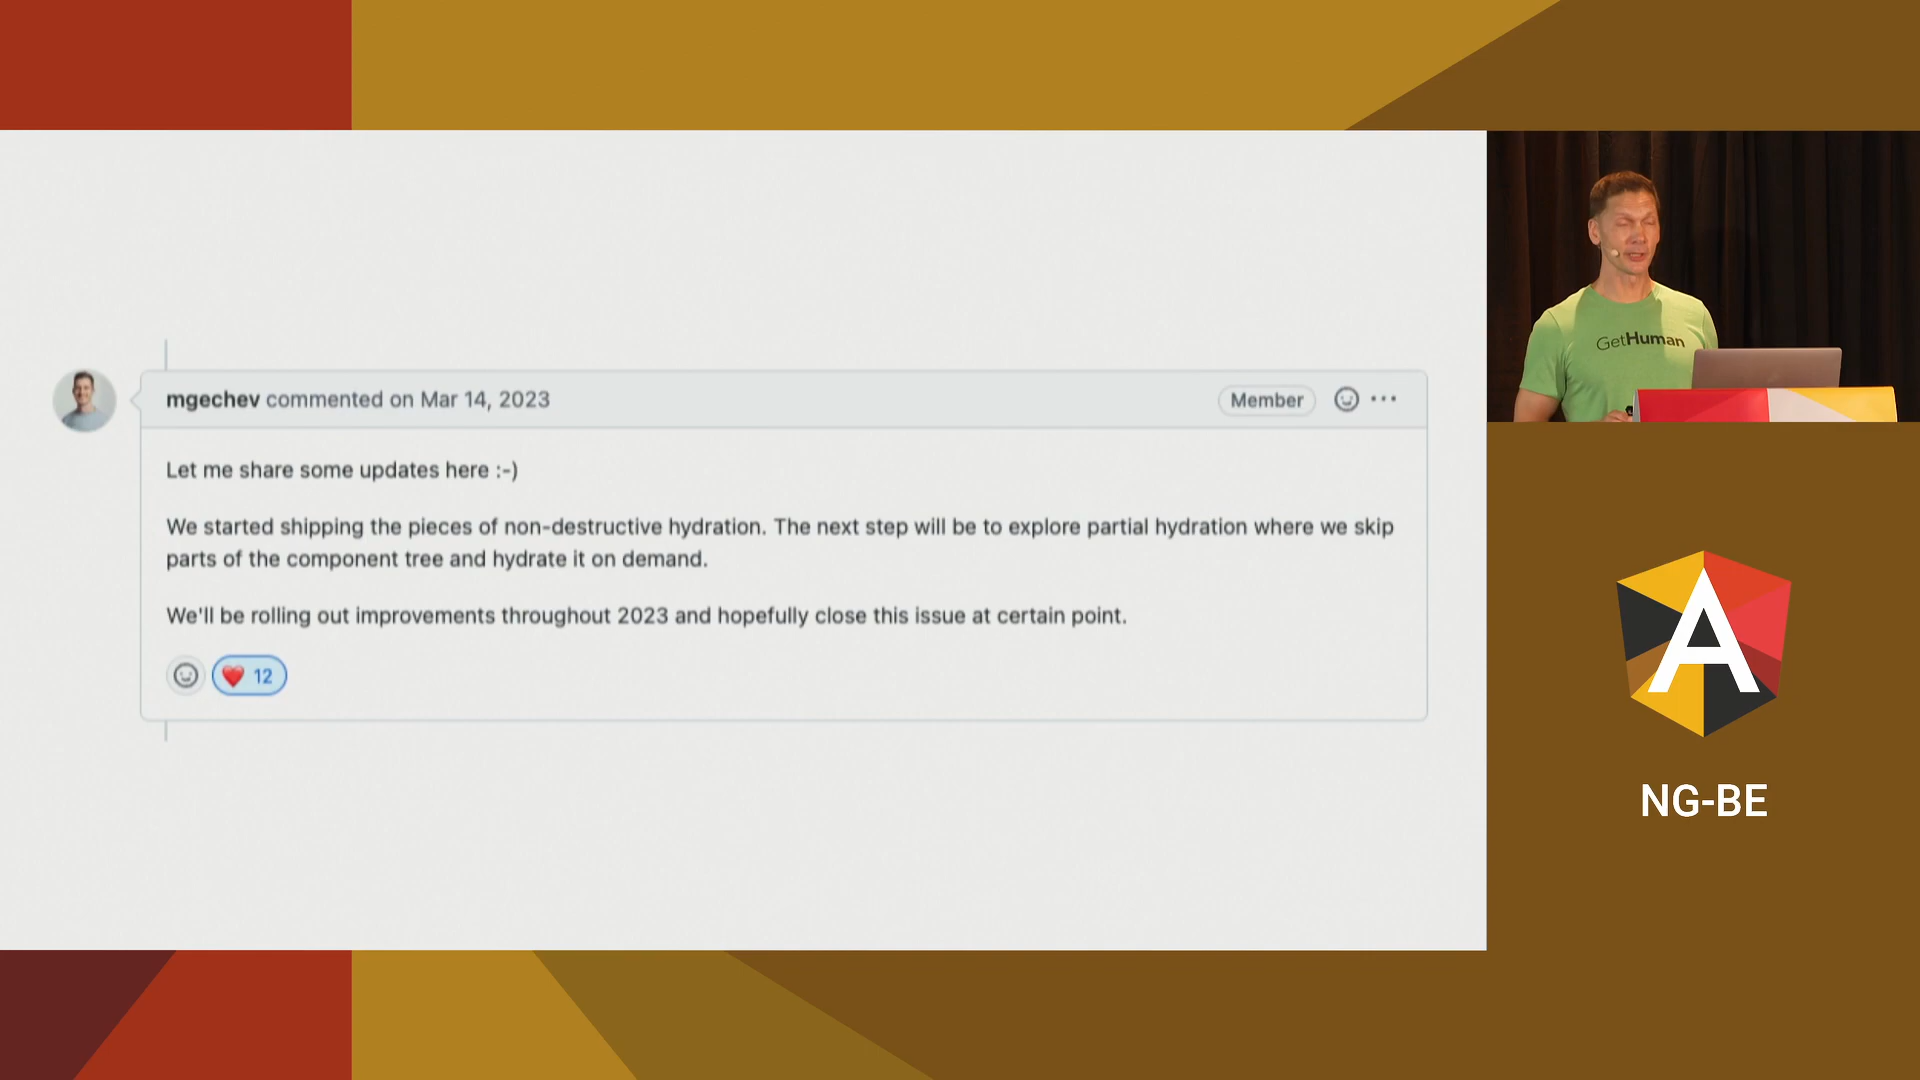 mgechev commented on Mar 14, 2023
Member
Let me share some updates here :-)
We started shipping the pieces of non-destructive hydration. The next step will be to explore partial hydration where we skip
parts of the component tree and hydrate it on demand.
We'll be rolling out improvements throughout 2023 and hopefully close this issue at certain point.
❤️ 12
GetHuman
A
NG-BE